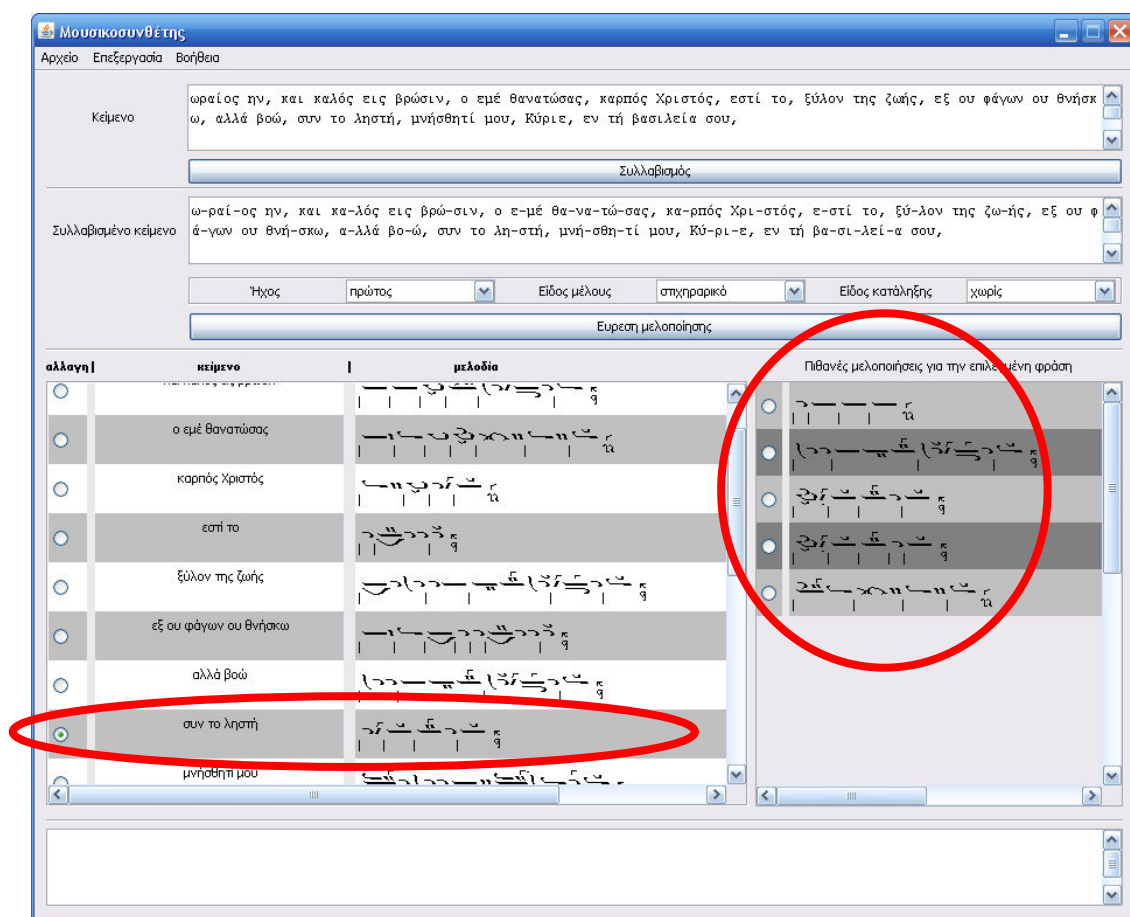 Μουσικοσυνθέτης
Αρχείο Επεξεργασία Βοήθεια
Κείμενο
ωραίος ην, και καλός εις βρώσιν, ο εμέ θανατώσας, καρπός Χριστός, εστί το, ξύλον της ζωής, εξ ου φάγων ου θνήσκ
ω, αλλά βοώ, συν το ληστή, μνήσθητί μου, Κύριε, εν τή βασιλεία σου,
Συλλαβισμός
Συλλαβισμένο κείμενο
ω-ραί-ος ην, και κα-λός εις βρώ-σιν, ο ε-μέ θα-να-τώ-σας, κα-ρπός Χρι-στός, ε-στί το, ξύ-λον της ζω-ής, εξ ου φ
ά-γων ου θνή-σκω, α-λλά βο-ώ, συν το λη-στή, μνή-σθη-τί μου, Κύ-ρι-ε, εν τή βα-σι-λεί-α σου,
Ήχος πρώτος Είδος μέλους στιχηραρικό Είδος κατάληξης χωρίς
Ευρεση μελοποίησης
αλλαγη | κείμενο | μελοδία
Πιθανές μελοποιήσεις για την επιλεγμένη φράση
ο εμέ θανατώσας
καρπός Χριστός
εστί το
ξύλον της ζωής
εξ ου φάγων ου θνήσκω
αλλά βοώ
συν το ληστή
μνήσθητί μου